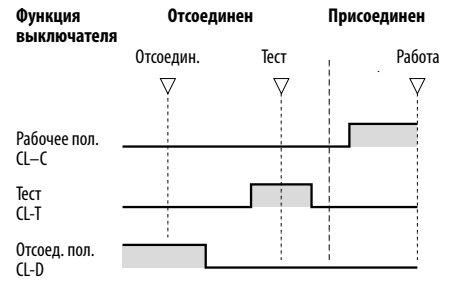 Функция Отсоединен Присоединен
выключателя
Отсоедин. Тест Работа
Рабочее пол.
CL–C
Тест
CL-T
Отсоед. пол.
CL-D